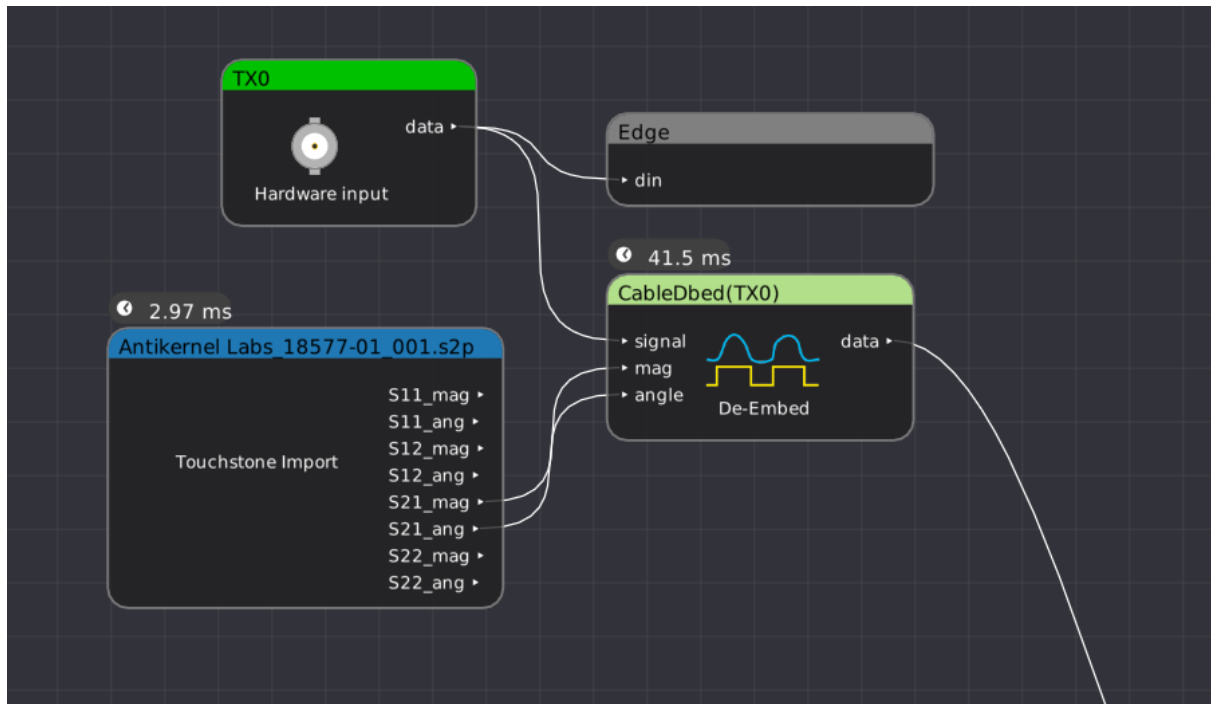 TX0
data
Hardware input
Edge
din
41.5 ms
CableDbed(TX0)
signal
data
mag
angle
De-Embed
2.97 ms
Antikernel Labs_18577-01_001.s2p
S11_mag
S11_ang
S12_mag
Touchstone Import
S12_ang
S21_mag
S21_ang
S22_mag
S22_ang